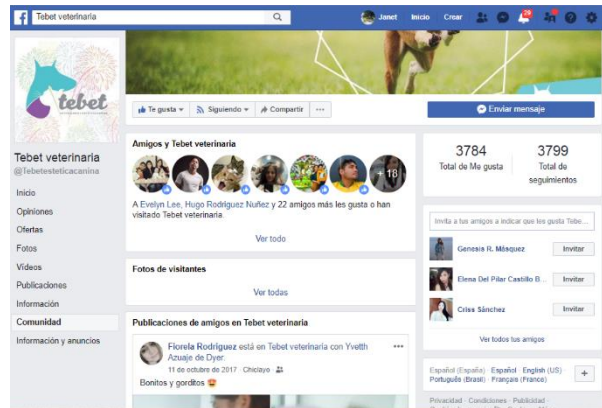 Tebet veterinaria
Janet Inicio Crear
tebet
Te gusta Siguiendo Compartir
Enviar mensaje
Tebet veterinaria
@Tebetesteticacanina
Inicio
Opiniones
Ofertas
Fotos
Videos
Publicaciones
Información
Comunidad
Información y anuncios
Amigos y Tebet veterinaria
+ 18
A Evelyn Lee, Hugo Rodriguez Nuñez y 22 amigos más les gusta o han
visitado Tebet veterinaria.
Ver todo
Fotos de visitantes
Ver todas
Publicaciones de amigos en Tebet veterinaria
Fiorela Rodriguez está en Tebet veterinaria con Yvetth
Azuaje de Dyer.
11 de octubre de 2017 · Chiclayo
Bonitos y gorditos 😍
3784
Total de Me gusta
3799
Total de
seguimientos
Invita a tus amigos a indicar que les gusta Tebe...
Genesis R. Másquez Invitar
Elena Del Pilar Castillo B... Invitar
Criss Sánchez Invitar
Ver todos tus amigos
Español (España) · Español · English (US) ·
Português (Brasil) · Français (France)
Privacidad · Condiciones · Publicidad ·